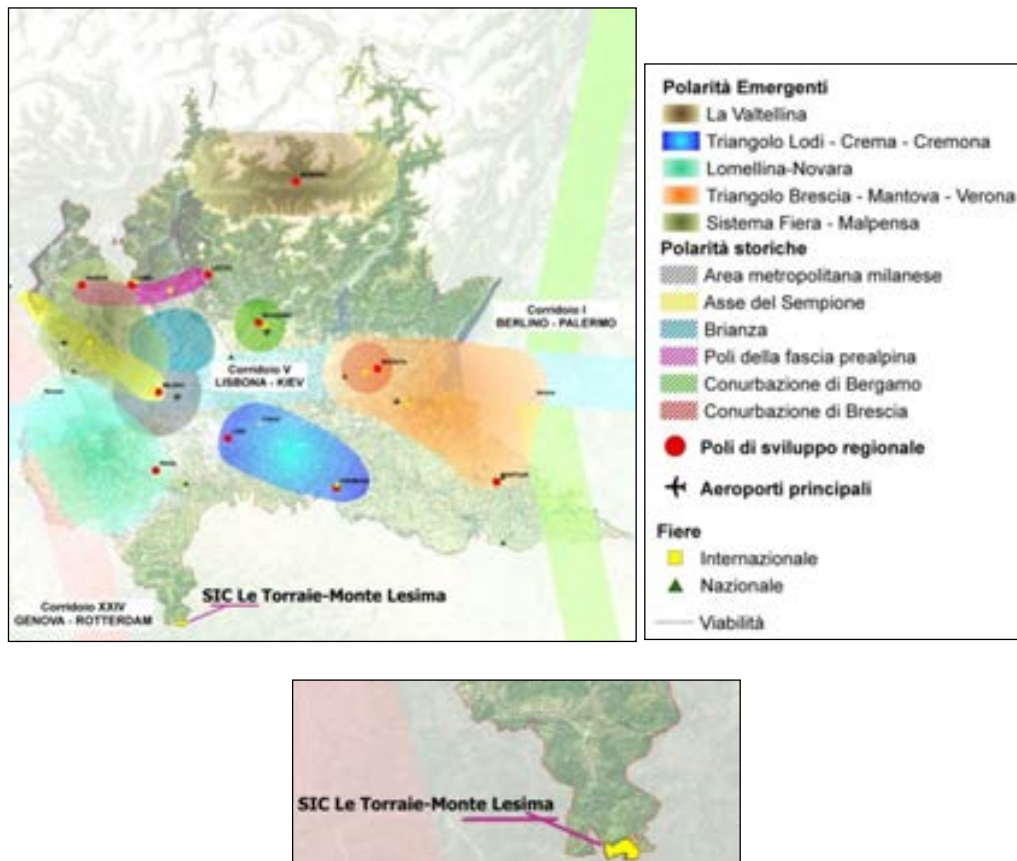 Corridoio I
BERLINO - PALERMO
Corridoio V
LISBONA - KIEV
SIC Le Torraie-Monte Lesima
Corridoio XXIV
GENOVA - ROTTERDAM
Polarità Emergenti
La Valtellina
Triangolo Lodi - Crema - Cremona
Lomellina-Novara
Triangolo Brescia - Mantova - Verona
Sistema Fiera - Malpensa
Polarità storiche
Area metropolitana milanese
Asse del Sempione
Brianza
Poli della fascia prealpina
Conurbazione di Bergamo
Conurbazione di Brescia
Poli di sviluppo regionale
Aeroporti principali
Fiere
Internazionale
Nazionale
Viabilità
SIC Le Torraie-Monte Lesima